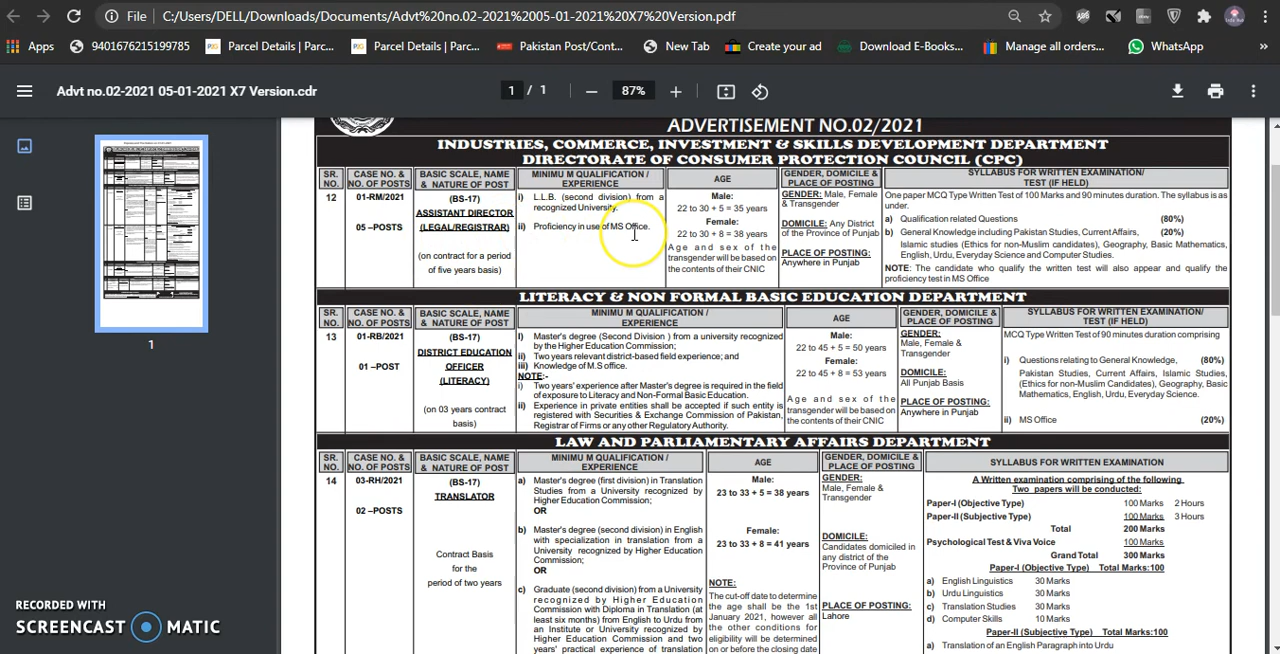 File C:/Users/DELL/Downloads/Documents/Advt%20no.02-2021%2005-01-2021%20X7%20Version.pdf
Apps 9401676215199785 Parcel Details | Parc... Parcel Details | Parc... Pakistan Post/Cont... New Tab Create your ad Download E-Books... Manage all orders... WhatsApp »
Advt no.02-2021 05-01-2021 X7 Version.cdr 1 / 1 — 87% +
1
ADVERTISEMENT NO.02/2021
INDUSTRIES, COMMERCE, INVESTMENT & SKILLS DEVELOPMENT DEPARTMENT
DIRECTORATE OF CONSUMER PROTECTION COUNCIL (CPC)
SR. NO.
CASE NO. & NO. OF POSTS
BASIC SCALE, NAME & NATURE OF POST
MINIMU M QUALIFICATION / EXPERIENCE
AGE
GENDER, DOMICILE & PLACE OF POSTING
SYLLABUS FOR WRITTEN EXAMINATION/ TEST (IF HELD)
12
01-RM/2021
05 -POSTS
(BS-17)
ASSISTANT DIRECTOR
(LEGAL/REGISTRAR)
(on contract for a period
of five years basis)
i) L.L.B. (second division) from a
recognized University.
ii) Proficiency in use of MS Office.
Male:
22 to 30 + 5 = 35 years
Female:
22 to 30 + 8 = 38 years
Age and sex of the
transgender will be based on
the contents of their CNIC
GENDER: Male, Female
& Transgender
DOMICILE: Any District
of the Province of Punjab
PLACE OF POSTING:
Anywhere in Punjab
One paper MCQ Type Written Test of 100 Marks and 90 minutes duration. The syllabus is as
under.
a) Qualification related Questions (80%)
b) General Knowledge including Pakistan Studies, Current Affairs, (20%)
Islamic studies (Ethics for non-Muslim candidates), Geography, Basic Mathematics,
English, Urdu, Everyday Science and Computer Studies.
NOTE: The candidate who qualify the written test will also appear and qualify the
proficiency test in MS Office
LITERACY & NON FORMAL BASIC EDUCATION DEPARTMENT
SR. NO.
CASE NO. & NO. OF POSTS
BASIC SCALE, NAME & NATURE OF POST
MINIMU M QUALIFICATION / EXPERIENCE
AGE
GENDER, DOMICILE & PLACE OF POSTING
SYLLABUS FOR WRITTEN EXAMINATION/ TEST (IF HELD)
13
01-RB/2021
01 -POST
(BS-17)
DISTRICT EDUCATION
OFFICER
(LITERACY)
(on 03 years contract
basis)
I) Master's degree (Second Division ) from a university recognized
by the Higher Education Commission;
ii) Two years relevant district-based field experience; and
iii) Knowledge of M.S office.
NOTE:-
i) Two years' experience after Master's degree is required in the field
of exposure to Literacy and Non-Formal Basic Education.
ii) Experience in private entities shall be accepted if such entity is
registered with Securities & Exchange Commission of Pakistan,
Registrar of Firms or any other Regulatory Authority.
Male:
22 to 45 + 5 = 50 years
Female:
22 to 45 + 8 = 53 years
Age and sex of the
transgender will be based on
the contents of their CNIC
GENDER:
Male, Female &
Transgender
DOMICILE:
All Punjab Basis
PLACE OF POSTING:
Anywhere in Punjab
MCQ Type Written Test of 90 minutes duration comprising
i) Questions relating to General Knowledge, (80%)
Pakistan Studies, Current Affairs, Islamic Studies,
(Ethics for non-Muslim Candidates), Geography, Basic
Mathematics, English, Urdu, Everyday Science.
ii) MS Office (20%)
LAW AND PARLIAMENTARY AFFAIRS DEPARTMENT
SR. NO.
CASE NO. & NO. OF POSTS
BASIC SCALE, NAME & NATURE OF POST
MINIMU M QUALIFICATION / EXPERIENCE
AGE
GENDER, DOMICILE & PLACE OF POSTING
SYLLABUS FOR WRITTEN EXAMINATION
14
03-RH/2021
02 –POSTS
(BS-17)
TRANSLATOR
Contract Basis
for the
period of two years
a) Master's degree (first division) in Translation
Studies from a University recognized by
Higher Education Commission;
OR
b) Master's degree (second division) in English
with specialization in translation from a
University recognized by Higher Education
Commission;
OR
c) Graduate (second division) from a University
recognized by Higher Education
Commission with Diploma in Translation (at
least six months) from English to Urdu from
an Institute or University recognized by
Higher Education Commission and two
years' practical experience of translation
Male:
23 to 33 + 5 = 38 years
Female:
23 to 33 + 8 = 41 years
NOTE:
The cut-off date to determine
the age shall be the 1st
January 2021, however all
the other conditions for
eligibility will be determined
on or before the closing date
GENDER:
Male, Female &
Transgender
DOMICILE:
Candidates domiciled in
any district of the
Province of Punjab
PLACE OF POSTING:
Lahore
A Written examination comprising of the following
Two papers will be conducted:
Paper-I (Objective Type) 100 Marks 2 Hours
Paper-II (Subjective Type) 100 Marks 3 Hours
Total 200 Marks
Psychological Test & Viva Voice 100 Marks
Grand Total 300 Marks
Paper-I (Objective Type) Total Marks:100
a) English Linguistics 30 Marks
b) Urdu Linguistics 30 Marks
c) Translation Studies 30 Marks
d) Computer Skills 10 Marks
Paper-II (Subjective Type) Total Marks:100
a) Translation of an English Paragraph into Urdu
RECORDED WITH
SCREENCAST MATIC